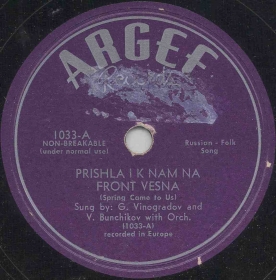 ARGEE
1033-A
NON-BREAKABLE
(under normal use)
Russian - Folk
Song
PRISHLA I K NAM NA
FRONT VESNA
(Spring Came to Us)
Sung by: G. Vinogradov and
V. Bunchikov with Orch.
(1033-A)
recorded in Europe